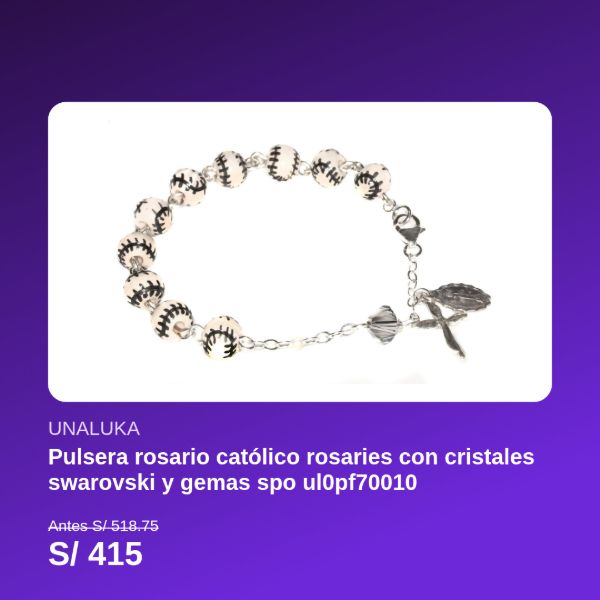 UNALUKA
Pulsera rosario católico rosaries con cristales
swarovski y gemas spo ul0pf70010
Antes S/ 518.75
S/ 415